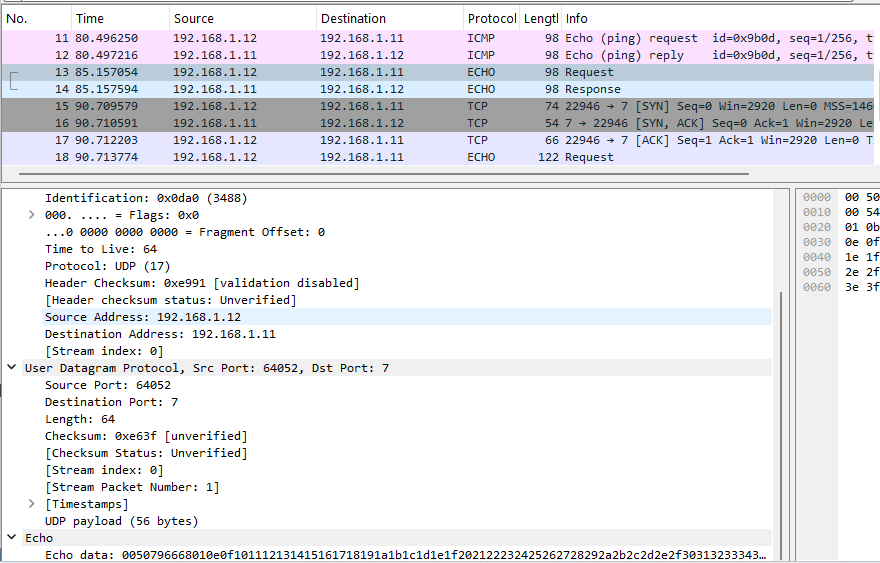 No. Time Source Destination Protocol Lengtl Info
11 80.496250 192.168.1.12 192.168.1.11 ICMP 98 Echo (ping) request id=0x9b0d, seq=1/256, t
12 80.497216 192.168.1.11 192.168.1.12 ICMP 98 Echo (ping) reply id=0x9b0d, seq=1/256, t
13 85.157054 192.168.1.12 192.168.1.11 ECHO 98 Request
14 85.157594 192.168.1.11 192.168.1.12 ECHO 98 Response
15 90.709579 192.168.1.12 192.168.1.11 TCP 74 22946 → 7 [SYN] Seq=0 Win=2920 Len=0 MSS=146
16 90.710591 192.168.1.11 192.168.1.12 TCP 54 7 → 22946 [SYN, ACK] Seq=0 Ack=1 Win=2920 Le
17 90.712203 192.168.1.12 192.168.1.11 TCP 66 22946 → 7 [ACK] Seq=1 Ack=1 Win=2920 Len=0 T
18 90.713774 192.168.1.12 192.168.1.11 ECHO 122 Request
Identification: 0x0da0 (3488)
000. .... = Flags: 0x0
...0 0000 0000 0000 = Fragment Offset: 0
Time to Live: 64
Protocol: UDP (17)
Header Checksum: 0xe991 [validation disabled]
[Header checksum status: Unverified]
Source Address: 192.168.1.12
Destination Address: 192.168.1.11
[Stream index: 0]
User Datagram Protocol, Src Port: 64052, Dst Port: 7
Source Port: 64052
Destination Port: 7
Length: 64
Checksum: 0xe63f [unverified]
[Checksum Status: Unverified]
[Stream index: 0]
[Stream Packet Number: 1]
[Timestamps]
UDP payload (56 bytes)
Echo
Echo data: 0050796668010e0f101112131415161718191a1b1c1d1e1f202122232425262728292a2b2c2d2e2f30313233343…
0000 00 50
0010 00 54
0020 01 0b
0030 0e 0f
0040 1e 1f
0050 2e 2f
0060 3e 3f